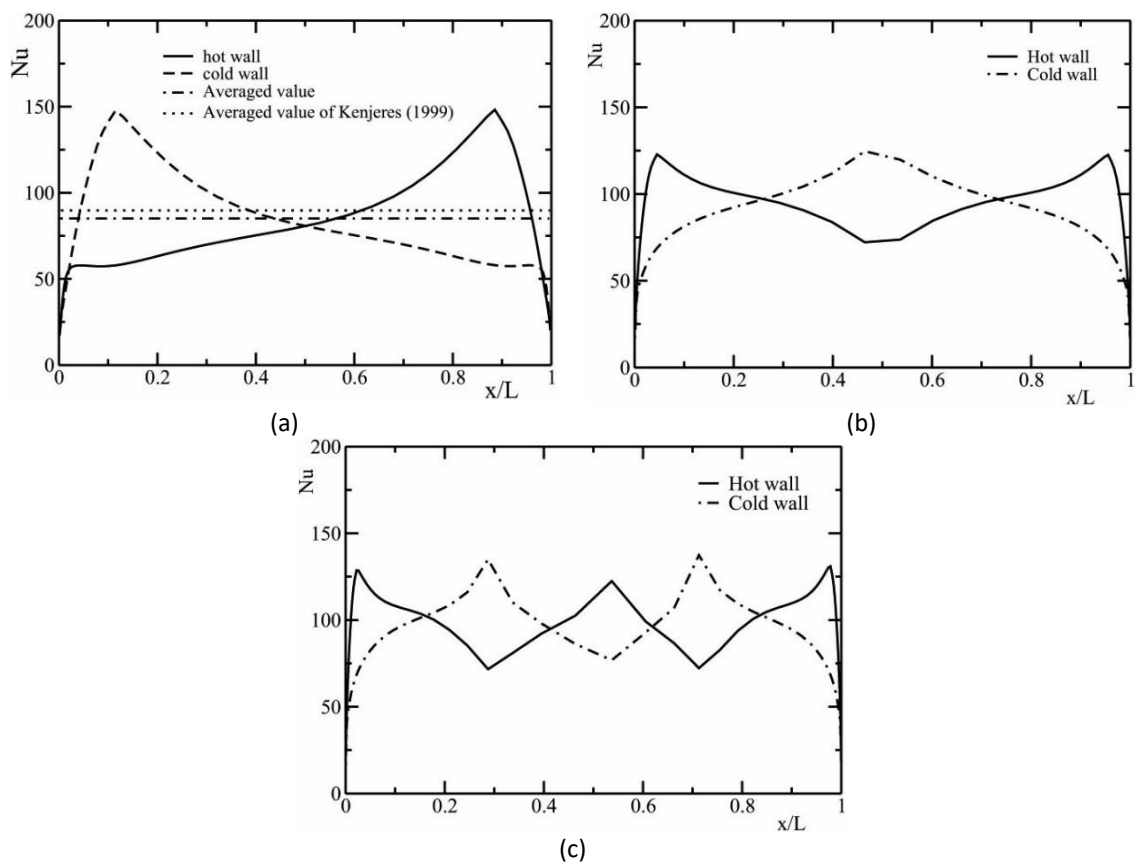 200
150
100
50
0
Nu
hot wall
cold wall
Averaged value
Averaged value of Kenjeres (1999)
0 0.2 0.4 0.6 0.8 1
x/L
(a)
200
150
100
50
0
Nu
Hot wall
Cold wall
0 0.2 0.4 0.6 0.8 1
x/L
(b)
200
150
100
50
0
Nu
Hot wall
Cold wall
0 0.2 0.4 0.6 0.8 1
x/L
(c)